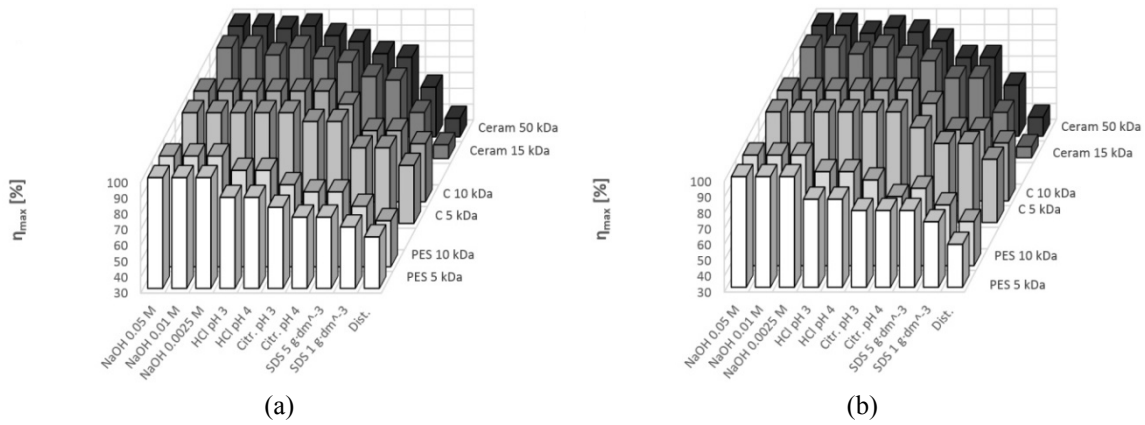 Ceram 50 kDa
Ceram 15 kDa
C 10 kDa
C 5 kDa
PES 10 kDa
PES 5 kDa
ηmax [%]
100
90
80
70
60
50
40
30
NaOH 0.05 M
NaOH 0.01 M
NaOH 0.0025 M
HCl pH 3
HCl pH 4
Citr. pH 3
Citr. pH 4
SDS 5 g·dm^-3
SDS 1 g·dm^-3
Dist.
(a)
Ceram 50 kDa
Ceram 15 kDa
C 10 kDa
C 5 kDa
PES 10 kDa
PES 5 kDa
ηmax [%]
100
90
80
70
60
50
40
30
NaOH 0.05 M
NaOH 0.01 M
NaOH 0.0025 M
HCl pH 3
HCl pH 4
Citr. pH 3
Citr. pH 4
SDS 5 g·dm^-3
SDS 1 g·dm^-3
Dist.
(b)